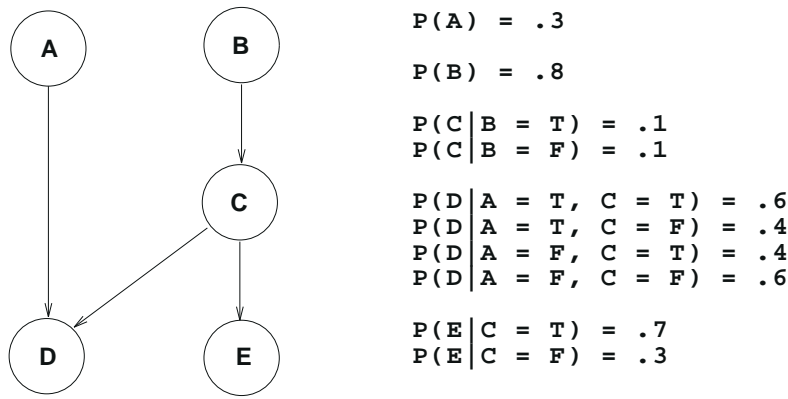 A
B
C
D
E
P(A) = .3
P(B) = .8
P(C|B = T) = .1
P(C|B = F) = .1
P(D|A = T, C = T) = .6
P(D|A = T, C = F) = .4
P(D|A = F, C = T) = .4
P(D|A = F, C = F) = .6
P(E|C = T) = .7
P(E|C = F) = .3